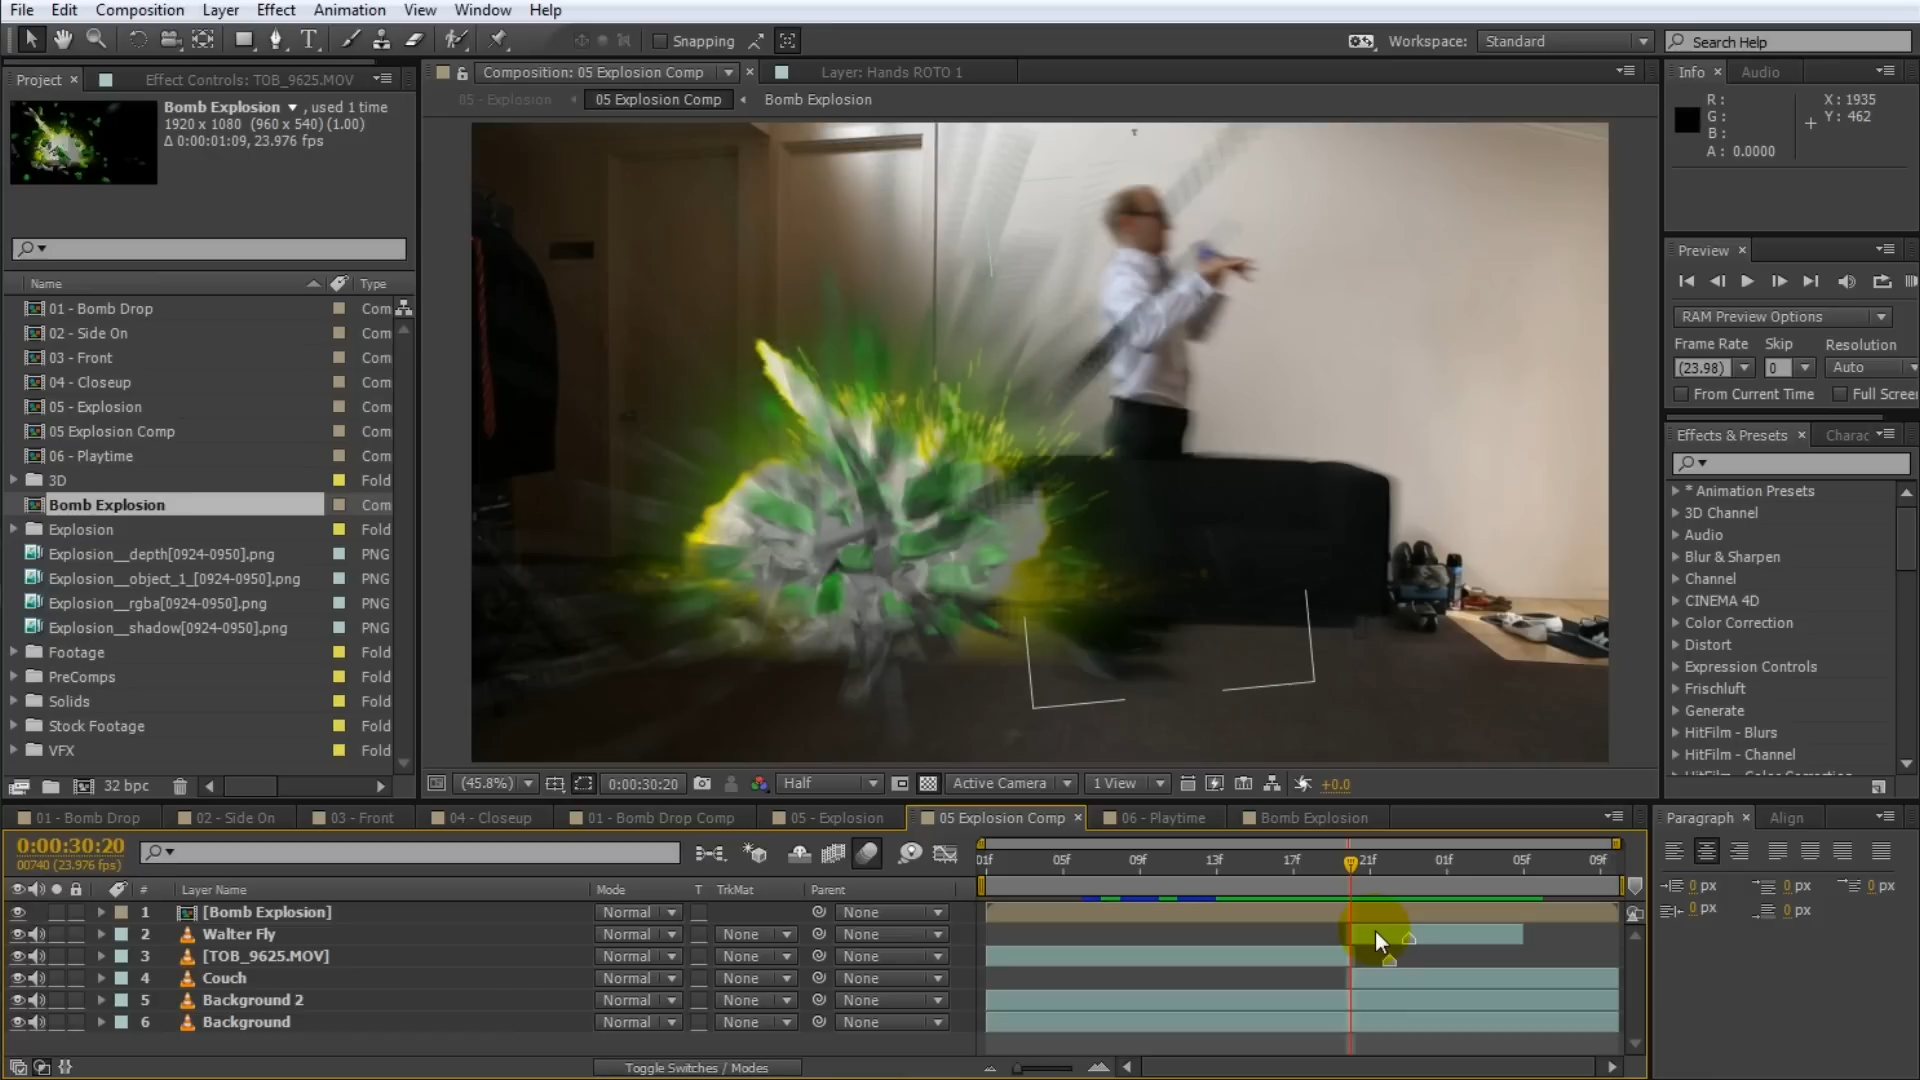 File Edit Composition Layer Effect Animation View Window Help
Snapping
Workspace: Standard
Search Help
Project × Effect Controls: TOB_9625.MOV
Bomb Explosion ▼ , used 1 time
1920 x 1080 (960 x 540) (1.00)
Δ 0:00:01:09, 23.976 fps
Name Type
01 - Bomb Drop Com
02 - Side On Com
03 - Front Com
04 - Closeup Com
05 - Explosion Com
05 Explosion Comp Com
06 - Playtime Com
3D Fold
Bomb Explosion Com
Explosion Fold
Explosion__depth[0924-0950].png PNG
Explosion__object_1_[0924-0950].png PNG
Explosion__rgba[0924-0950].png PNG
Explosion__shadow[0924-0950].png PNG
Footage Fold
PreComps Fold
Solids Fold
Stock Footage Fold
VFX Fold
32 bpc
Composition: 05 Explosion Comp × Layer: Hands ROTO 1
05 - Explosion 05 Explosion Comp Bomb Explosion
(45.8%) 0:00:30:20 Half Active Camera 1 View +0.0
Info × Audio
R: X: 1935
G: Y: 462
B:
A: 0.0000
Preview ×
RAM Preview Options
Frame Rate Skip Resolution
(23.98) 0 Auto
From Current Time Full Screen
Effects & Presets × Charac
* Animation Presets
3D Channel
Audio
Blur & Sharpen
Channel
CINEMA 4D
Color Correction
Distort
Expression Controls
Frischluft
Generate
HitFilm - Blurs
HitFilm - Channel
01 - Bomb Drop 02 - Side On 03 - Front 04 - Closeup 01 - Bomb Drop Comp 05 - Explosion 05 Explosion Comp × 06 - Playtime Bomb Explosion
0:00:30:20
00740 (23.976 fps)
01f 05f 09f 13f 17f 21f 01f 05f 09f
# Layer Name Mode T TrkMat Parent
1 [Bomb Explosion] Normal None
2 Walter Fly Normal None None
3 [TOB_9625.MOV] Normal None None
4 Couch Normal None None
5 Background 2 Normal None None
6 Background Normal None None
Toggle Switches / Modes
Paragraph × Align
0 px 0 px 0 px
0 px 0 px